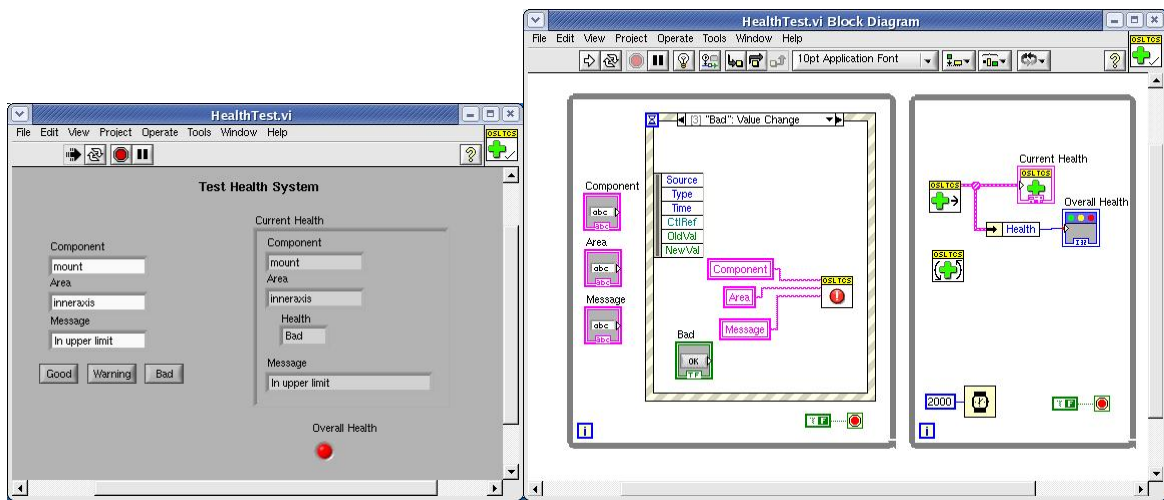 HealthTest.vi
File Edit View Project Operate Tools Window Help
OSLTCS
?
Test Health System
Component
mount
Area
inneraxis
Message
In upper limit
Good Warning Bad
Current Health
Component
mount
Area
inneraxis
Health
Bad
Message
In upper limit
Overall Health
HealthTest.vi Block Diagram
File Edit View Project Operate Tools Window Help
10pt Application Font
?
OSLTCS
[3] "Bad": Value Change
Component
abc
abc
Area
abc
abc
Message
abc
abc
Source
Type
Time
CtlRef
OldVal
NewVal
Component
Area
Message
OSLTCS
Bad
OK
TF
i
T F
OSLTCS
Current Health
OSLTCS
Overall Health
I32
Health
OSLTCS
2000
i
T F